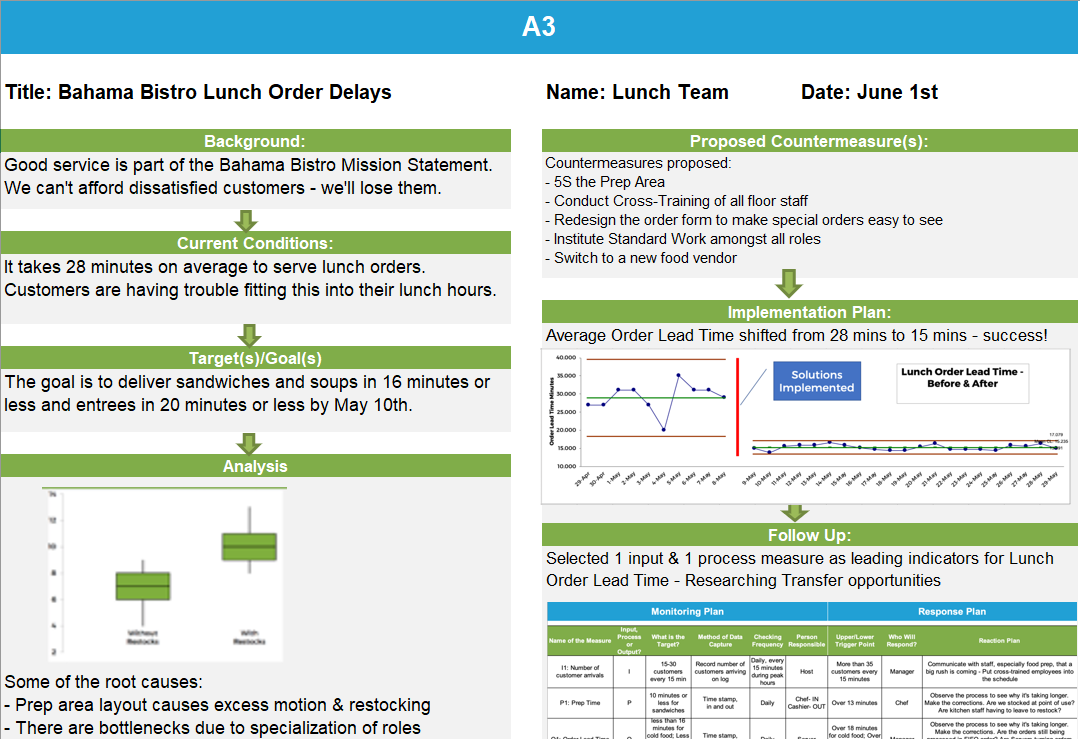 A3
Title: Bahama Bistro Lunch Order Delays
Name: Lunch Team
Date: June 1st
Background:
Good service is part of the Bahama Bistro Mission Statement.
We can't afford dissatisfied customers - we'll lose them.
Current Conditions:
It takes 28 minutes on average to serve lunch orders.
Customers are having trouble fitting this into their lunch hours.
Target(s)/Goal(s)
The goal is to deliver sandwiches and soups in 16 minutes or
less and entrees in 20 minutes or less by May 10th.
Analysis
14
12
10
8
6
4
2
Without
Restocks
With
Restocks
Some of the root causes:
- Prep area layout causes excess motion & restocking
- There are bottlenecks due to specialization of roles
Proposed Countermeasure(s):
Countermeasures proposed:
- 5S the Prep Area
- Conduct Cross-Training of all floor staff
- Redesign the order form to make special orders easy to see
- Institute Standard Work amongst all roles
- Switch to a new food vendor
Implementation Plan:
Average Order Lead Time shifted from 28 mins to 15 mins - success!
Order Lead Time Minutes
40.000
35.000
30.000
25.000
20.000
15.000
10.000
Solutions
Implemented
Lunch Order Lead Time -
Before & After
17.079
15.235
29-Apr
30-Apr
1-May
2-May
3-May
4-May
5-May
6-May
7-May
8-May
9-May
10-May
11-May
12-May
13-May
14-May
15-May
16-May
17-May
18-May
19-May
20-May
21-May
22-May
23-May
24-May
25-May
26-May
27-May
28-May
29-May
Follow Up:
Selected 1 input & 1 process measure as leading indicators for Lunch
Order Lead Time - Researching Transfer opportunities
Monitoring Plan
Response Plan
Name of the Measure
Input,
Process
or
Output?
What is the
Target?
Method of Data
Capture
Checking
Frequency
Person
Responsible
Upper/Lower
Trigger Point
Who Will
Respond?
Reaction Plan
I1: Number of
customer arrivals
I
15-30
customers
every 15 min
Record number of
customers arriving
on log
Daily, every
15 minutes
during peak
hours
Host
More than 35
customers every
15 minutes
Manager
Communicate with staff, especially food prep, that a
big rush is coming - Put cross-trained employees into
the schedule
P1: Prep Time
P
10 minutes or
less for
sandwiches
Time stamp,
in and out
Daily
Chef- IN
Cashier- OUT
Over 13 minutes
Chef
Observe the process to see why it's taking longer.
Make the corrections. Are we stocked at point of use?
Are kitchen staff having to leave to restock?
less than 16
minutes for
cold food; Less
Time stamp,
Daily
Over 18 minutes
for cold food; Over
Observe the process to see why it's taking longer.
Make the corrections. Are the orders still being